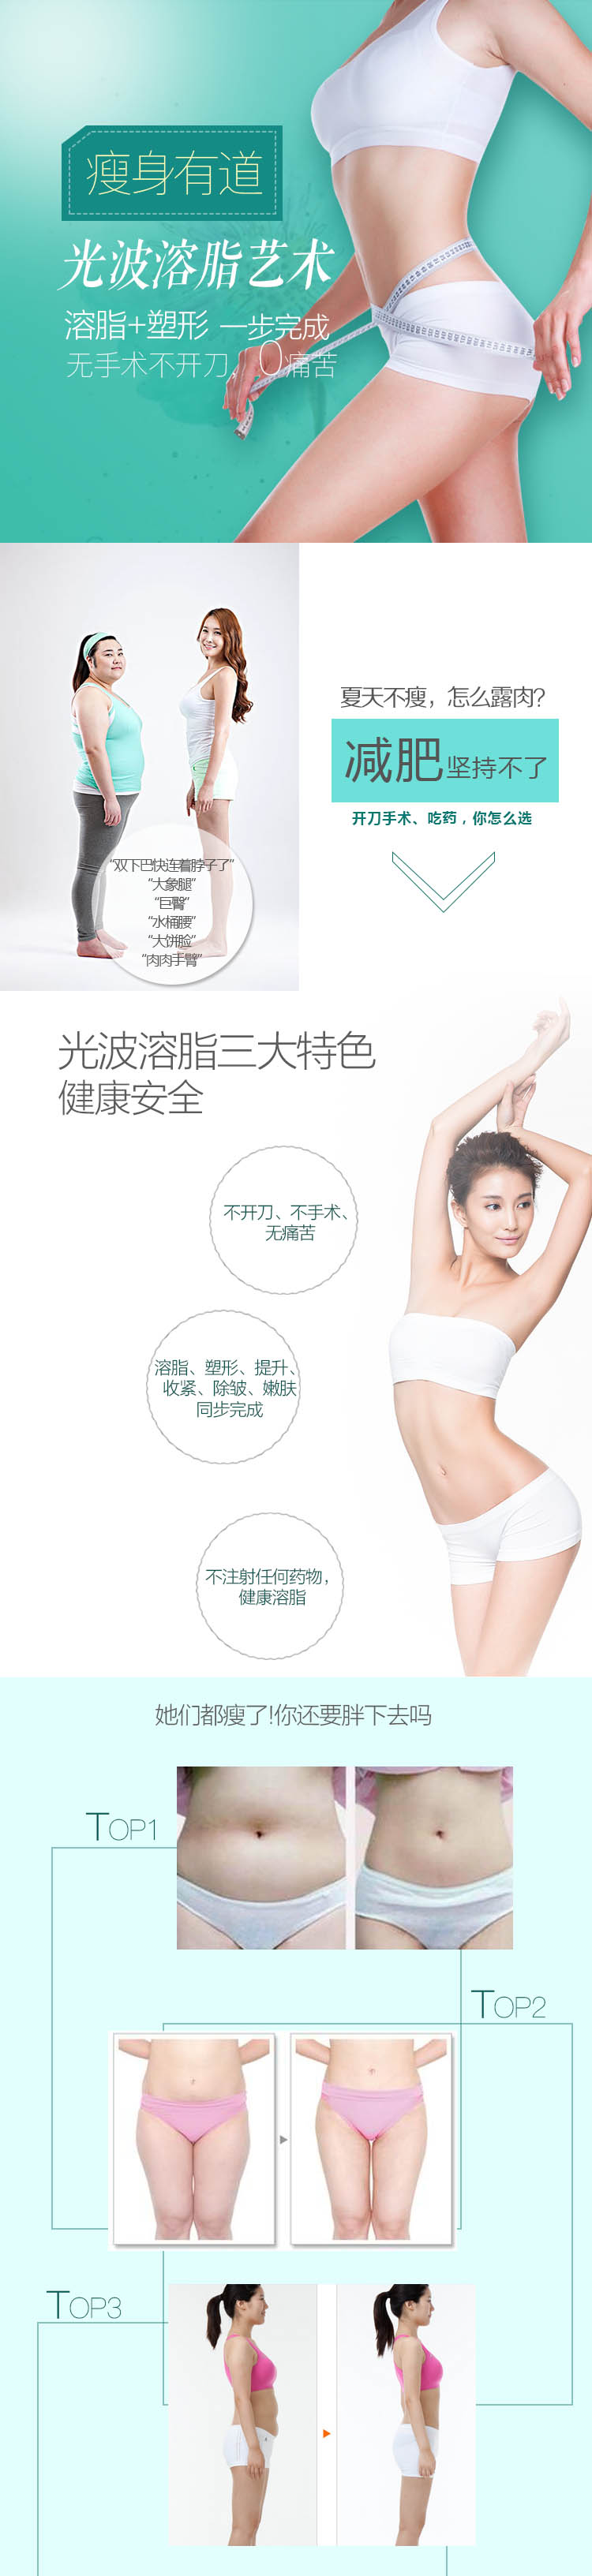 瘦身有道
光波溶脂艺术
溶脂+塑形 一步完成
无手术不开刀，0痛苦
夏天不瘦，怎么露肉?
减肥坚持不了
开刀手术、吃药，你怎么选
“双下巴快连着脖子了”
“大象腿”
“巨臀”
“水桶腰”
“大饼脸”
“肉肉手臂”
光波溶脂三大特色
健康安全
不开刀、不手术、
无痛苦
溶脂、塑形、提升、
收紧、除皱、嫩肤
同步完成
不注射任何药物，
健康溶脂
她们都瘦了!你还要胖下去吗
TOP1
TOP2
TOP3